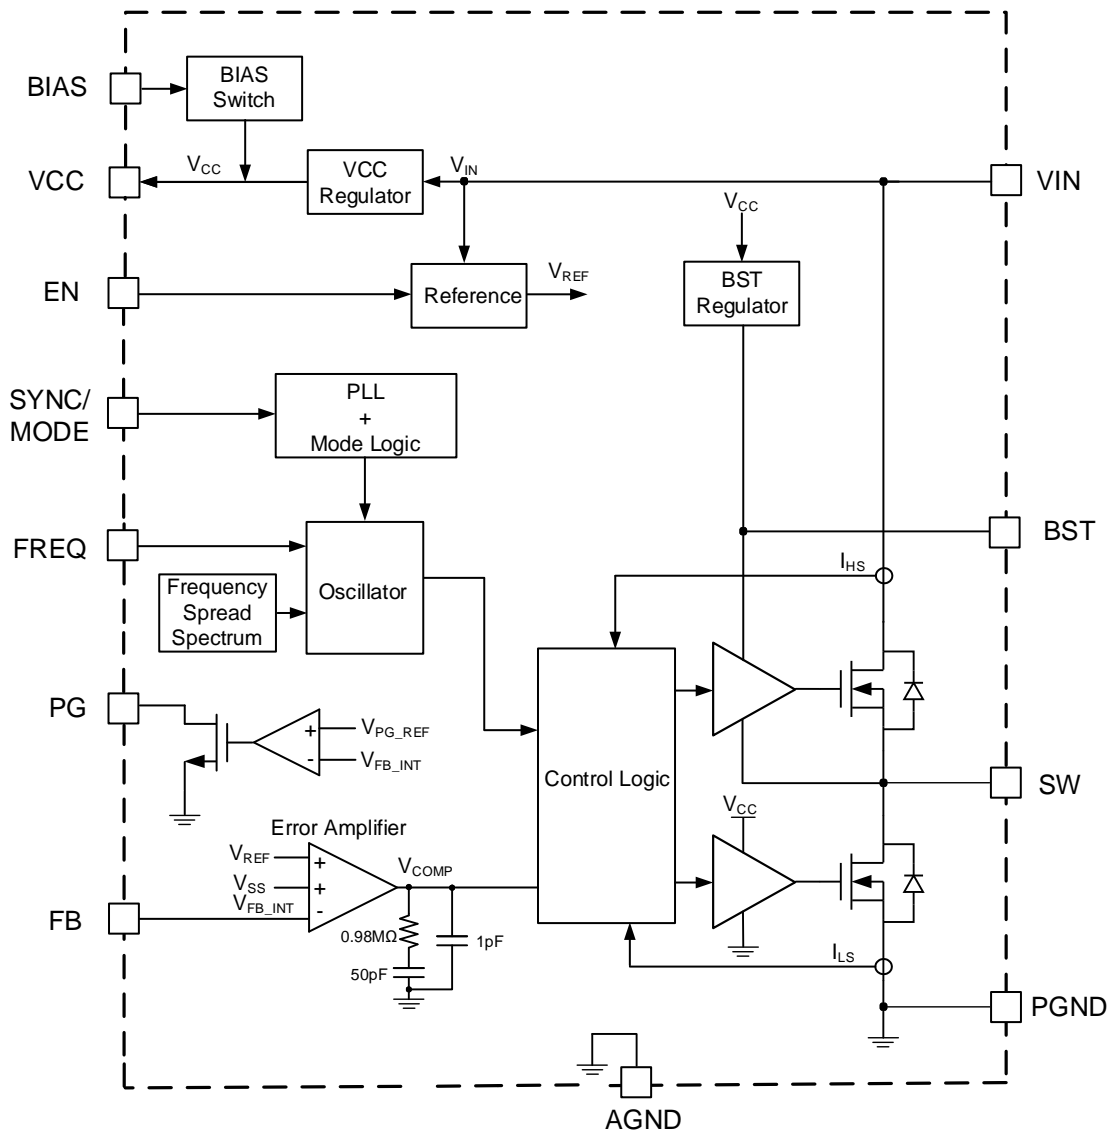 BIAS
BIAS
Switch
VCC
VCC
VCC
Regulator
VIN
VIN
VCC
EN
Reference
VREF
BST
Regulator
SYNC/
MODE
PLL
+
Mode Logic
FREQ
Oscillator
BST
Frequency
Spread
Spectrum
IHS
PG
+
VPG_REF
-
VFB_INT
Control Logic
SW
VCC
Error Amplifier
VREF
+
VCOMP
VSS
+
VFB_INT
-
FB
0.98MΩ
1pF
50pF
ILS
PGND
AGND